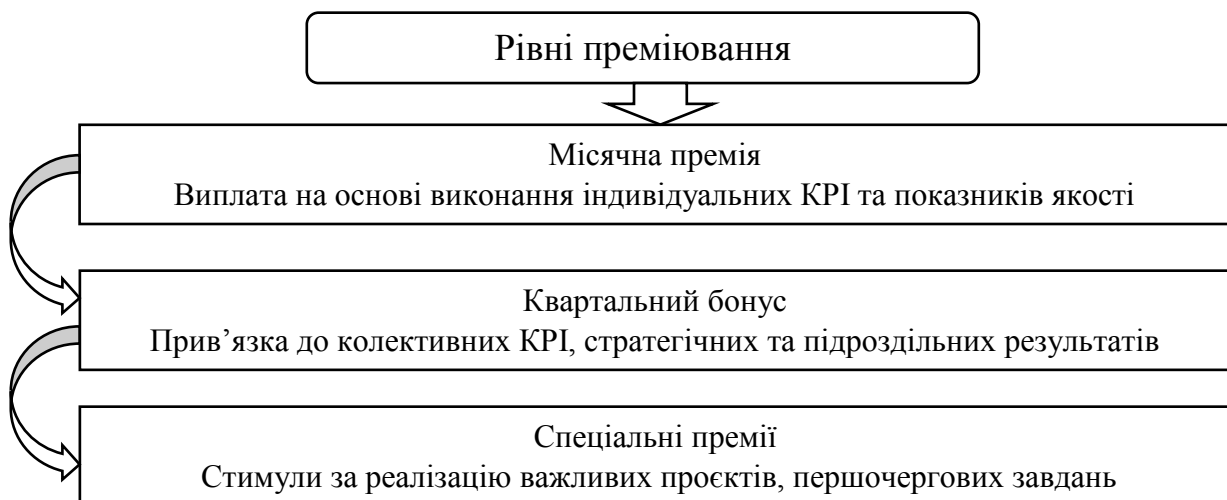 Рівні преміювання
Місячна премія
Виплата на основі виконання індивідуальних КРІ та показників якості
Квартальний бонус
Прив’язка до колективних КРІ, стратегічних та підроздільних результатів
Спеціальні премії
Стимули за реалізацію важливих проєктів, першочергових завдань